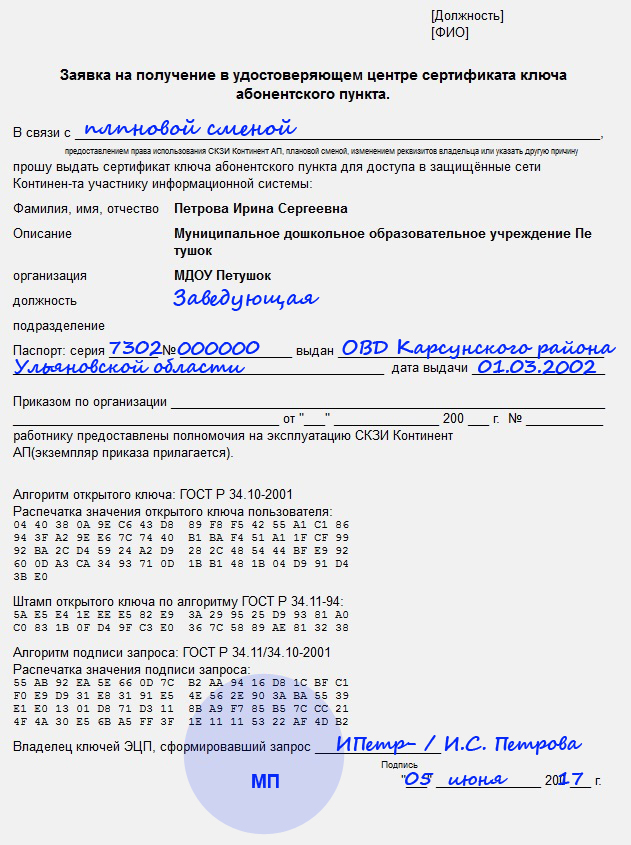 [Должность]
[ФИО]
Заявка на получение в удостоверяющем центре сертификата ключа
абонентского пункта.
В связи с плпновой сменой,
предоставлением права использования СКЗИ Континент АП, плановой сменой, изменением реквизитов владельца или указать другую причину
прошу выдать сертификат ключа абонентского пункта для доступа в защищённые сети
Континен-та участнику информационной системы:
Фамилия, имя, отчество Петрова Ирина Сергеевна
Описание Муниципальное дошкольное образовательное учреждение Пе
тушок
организация МДОУ Петушок
должность Заведующая
подразделение
Паспорт: серия 7302 № 000000 выдан ОВД Карсунского района
Ульяновской области дата выдачи 01.03.2002
Приказом по организации
от "___" 200 ___ г. №
работнику предоставлены полномочия на эксплуатацию СКЗИ Континент
АП(экземпляр приказа прилагается).
Алгоритм открытого ключа: ГОСТ Р 34.10-2001
Распечатка значения открытого ключа пользователя:
04 40 38 0A 9E C6 43 D8 89 F8 F5 42 55 A1 C1 86
94 3F A2 9E E6 7C 74 40 B1 BA F4 51 A1 1F CF 99
92 BA 2C D4 59 24 A2 D9 28 2C 48 54 44 BF E9 92
60 0D A3 CA 34 93 71 0D 1B B1 48 1B 04 D9 91 D4
3B E0
Штамп открытого ключа по алгоритму ГОСТ Р 34.11-94:
5A E5 E4 1E EE E5 82 E9 3A 29 95 25 D9 93 81 A0
C0 83 1B 0F D4 9F C3 E0 36 7C 58 89 AE 81 32 38
Алгоритм подписи запроса: ГОСТ Р 34.11/34.10-2001
Распечатка значения подписи запроса:
55 AB 92 EA 5E 66 0D 7C B2 AA 94 16 D8 1C BF C1
F0 E9 D9 31 E8 31 91 E5 4E 56 2E 90 3A BA 55 39
E1 E0 13 01 D8 71 D3 11 8B A9 F7 85 B5 7C CC 21
4F 4A 30 E5 6B A5 FF 3F 1E 11 11 53 22 AF 4D B2
Владелец ключей ЭЦП, сформировавший запрос ИПетр- / И.С. Петрова
Подпись
"05" июня 2017 г.
МП